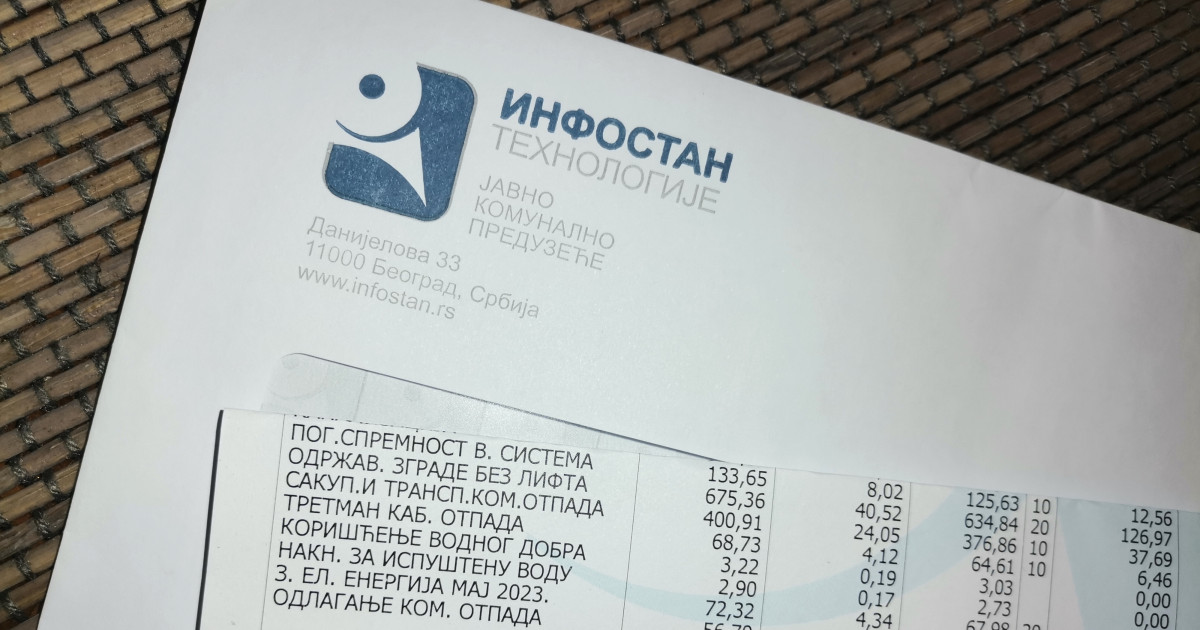 ИНФОСТАН
ТЕХНОЛОГИЈЕ
ЈАВНО
КОМУНАЛНО
ПРЕДУЗЕЋЕ
Данијелова 33
11000 Београд, Србија
www.infostan.rs
ПОГ.СПРЕМНОСТ В. СИСТЕМА 133,65 8,02 125,63 10 12,56
ОДРЖАВ. ЗГРАДЕ БЕЗ ЛИФТА 675,36 40,52 634,84 20 126,97
САКУП.И ТРАНСП.КОМ.ОТПАДА 400,91 24,05 376,86 10 37,69
ТРЕТМАН КАБ. ОТПАДА 68,73 4,12 64,61 10 6,46
КОРИШЋЕЊЕ ВОДНОГ ДОБРА 3,22 0,19 3,03 0,00
НАКН. ЗА ИСПУШТЕНУ ВОДУ 2,90 0,17 2,73 0,00
З. ЕЛ. ЕНЕРГИЈА МАЈ 2023. 72,32 4,34 67,98
ОДЛАГАЊЕ КОМ. ОТПАДА